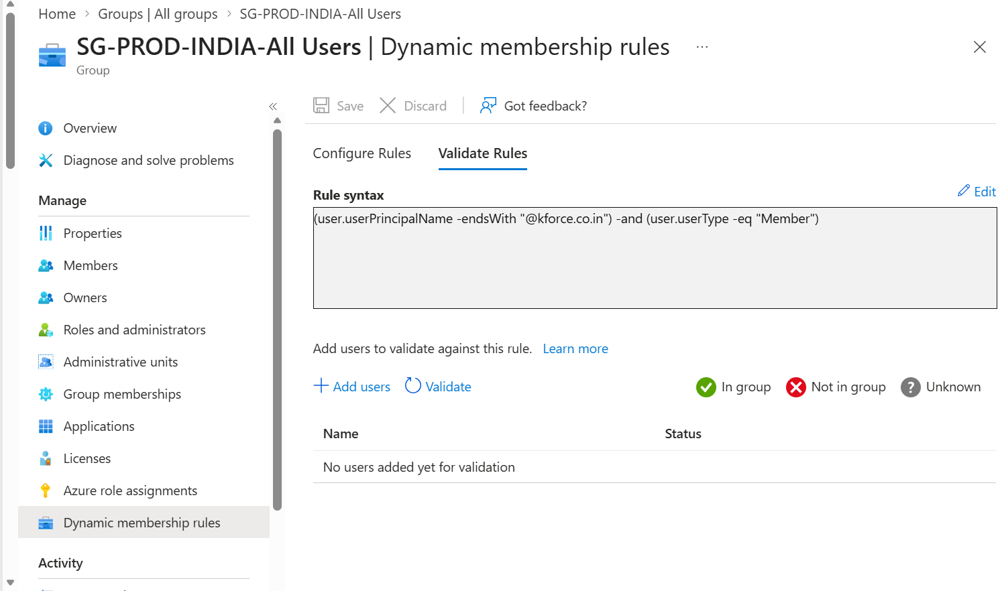 Home > Groups | All groups > SG-PROD-INDIA-All Users
SG-PROD-INDIA-All Users | Dynamic membership rules ...
Group
Save
Discard
Got feedback?
Overview
Diagnose and solve problems
Manage
Properties
Members
Owners
Roles and administrators
Administrative units
Group memberships
Applications
Licenses
Azure role assignments
Dynamic membership rules
Activity
Configure Rules
Validate Rules
Rule syntax
Edit
(user.userPrincipalName -endsWith "@kforce.co.in") -and (user.userType -eq "Member")
Add users to validate against this rule. Learn more
Add users
Validate
In group
Not in group
Unknown
Name
Status
No users added yet for validation